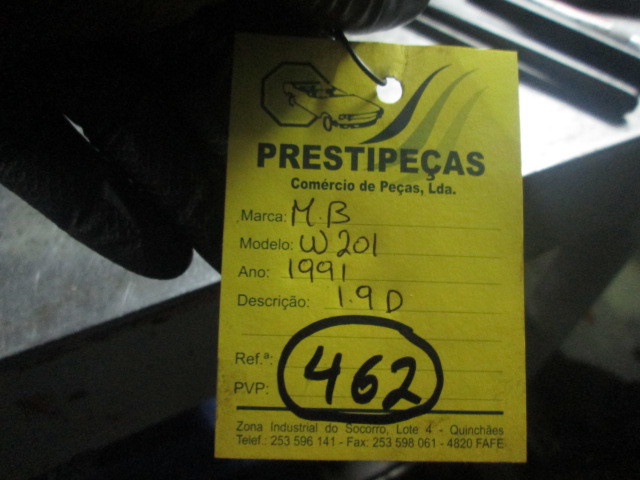 PRESTIPEÇAS
Comércio de Peças, Lda.
Marca: M.B
Modelo: W201
Ano: 1991
Descrição: 1.9D
Ref.ª:
462
PVP:
Zona Industrial do Socorro, Lote 4 - Quinchães
Telef.: 253 596 141 - Fax: 253 598 061 - 4820 FAFE